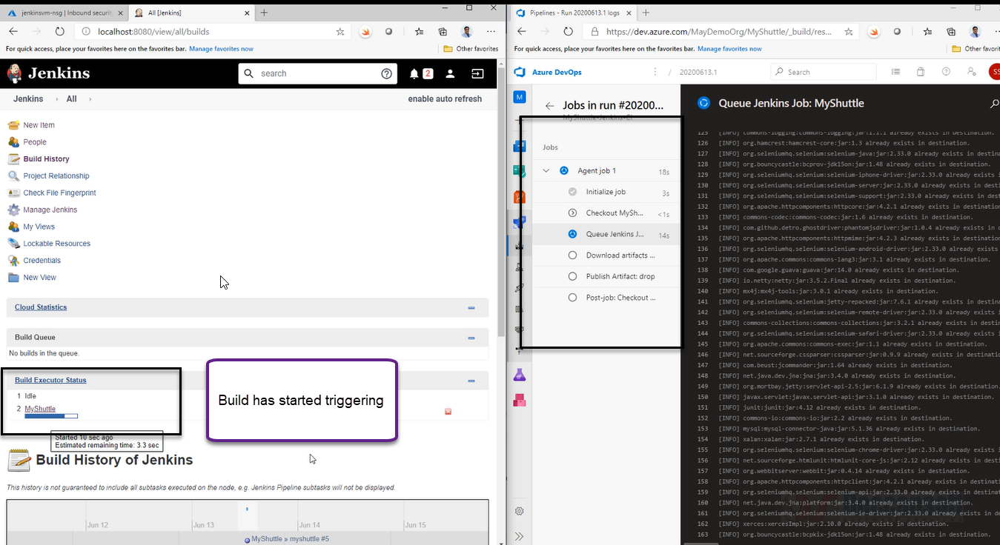 jenkinsvm-nsg | Inbound security
All [Jenkins]
localhost:8080/view/all/builds
For quick access, place your favorites here on the favorites bar. Manage favorites now
Other favorites
Jenkins
search
2
Jenkins
All
enable auto refresh
New Item
People
Build History
Project Relationship
Check File Fingerprint
Manage Jenkins
My Views
Lockable Resources
Credentials
New View
Cloud Statistics
Build Queue
No builds in the queue.
Build Executor Status
1 Idle
2 MyShuttle
Started 10 sec ago
Estimated remaining time: 3.3 sec
Build has started triggering
Build History of Jenkins
This history is not guaranteed to include all subtasks executed on the node, e.g. Jenkins Pipeline subtasks will not be displayed.
Jun 12
Jun 13
Jun 14
Jun 15
MyShuttle » myshuttle #5
Pipelines - Run 20200613.1 logs
https://dev.azure.com/MayDemoOrg/MyShuttle/_build/res...
For quick access, place your favorites here on the favorites bar. Manage favorites now
Other favorit
Azure DevOps
/ 20200613.1
Search
SS
M
Jobs in run #20200...
MyShuttle-Jenkins-CI
Jobs
Agent job 1 18s
Initialize job 3s
Checkout MySh... <1s
Queue Jenkins J... 14s
Download artifacts ...
Publish Artifact: drop
Post-job: Checkout ...
Queue Jenkins Job: MyShuttle
125 [INFO] commons-logging:commons-logging:jar:1.1.1 already exists in destination.
126 [INFO] org.hamcrest:hamcrest-core:jar:1.3 already exists in destination.
127 [INFO] org.seleniumhq.selenium:selenium-java:jar:2.33.0 already exists in destina
128 [INFO] org.bouncycastle:bcprov-jdk15on:jar:1.48 already exists in destination.
129 [INFO] org.seleniumhq.selenium:selenium-iphone-driver:jar:2.33.0 already exists i
130 [INFO] org.seleniumhq.selenium:selenium-server:jar:2.33.0 already exists in dest
131 [INFO] org.seleniumhq.selenium:selenium-support:jar:2.33.0 already exists in dest
132 [INFO] org.apache.httpcomponents:httpcore:jar:4.2.1 already exists in destination
133 [INFO] commons-codec:commons-codec:jar:1.6 already exists in destination.
134 [INFO] com.github.detro.ghostdriver:phantomjsdriver:jar:1.0.4 already exists in d
135 [INFO] org.apache.httpcomponents:httpmime:jar:4.2.3 already exists in destination
136 [INFO] org.seleniumhq.selenium:selenium-android-driver:jar:2.33.0 already exists
137 [INFO] org.apache.commons:commons-lang3:jar:3.1 already exists in destination.
138 [INFO] com.google.guava:guava:jar:14.0 already exists in destination.
139 [INFO] io.netty:netty:jar:3.5.2.Final already exists in destination.
140 [INFO] mx4j:mx4j-tools:jar:3.0.1 already exists in destination.
141 [INFO] org.seleniumhq.selenium:jetty-repacked:jar:7.6.1 already exists in destina
142 [INFO] org.seleniumhq.selenium:selenium-remote-driver:jar:2.33.0 already exists i
143 [INFO] commons-collections:commons-collections:jar:3.2.1 already exists in destin
144 [INFO] org.seleniumhq.selenium:selenium-safari-driver:jar:2.33.0 already exists i
145 [INFO] org.apache.commons:commons-exec:jar:1.1 already exists in destination.
146 [INFO] net.sourceforge.cssparser:cssparser:jar:0.9.9 already exists in destinatio
147 [INFO] com.beust:jcommander:jar:1.64 already exists in destination.
148 [INFO] net.java.dev.jna:jna:jar:3.4.0 already exists in destination.
149 [INFO] org.mortbay.jetty:servlet-api-2.5:jar:6.1.9 already exists in destination.
150 [INFO] javax.servlet:javax.servlet-api:jar:3.1.0 already exists in destination.
151 [INFO] junit:junit:jar:4.12 already exists in destination.
152 [INFO] commons-io:commons-io:jar:2.2 already exists in destination.
153 [INFO] mysql:mysql-connector-java:jar:5.1.36 already exists in destination.
154 [INFO] xalan:xalan:jar:2.7.1 already exists in destination.
155 [INFO] org.seleniumhq.selenium:selenium-chrome-driver:jar:2.33.0 already exists i
156 [INFO] net.sourceforge.htmlunit:htmlunit-core-js:jar:2.12 already exists in desti
157 [INFO] org.webbitserver:webbit:jar:0.4.14 already exists in destination.
158 [INFO] org.apache.httpcomponents:httpclient:jar:4.2.1 already exists in destinati
159 [INFO] org.seleniumhq.selenium:selenium-api:jar:2.33.0 already exists in destinat
160 [INFO] net.java.dev.jna:platform:jar:3.4.0 already exists in destination.
161 [INFO] org.seleniumhq.selenium:selenium-ie-driver:jar:2.33.0 already exists in de
162 [INFO] xerces:xercesImpl:jar:2.10.0 already exists in destination.
163 [INFO] org.bouncycastle:bcpkix-jdk15on:jar:1.48 already exists in destination.